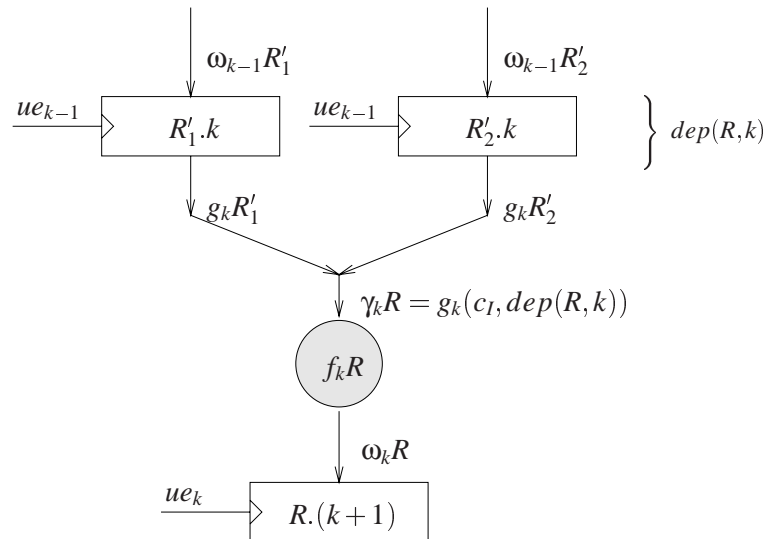 ω_{k−1}R′_1 ω_{k−1}R′_2
ue_{k−1} R′_1.k ue_{k−1} R′_2.k } dep(R,k)
g_kR′_1 g_kR′_2
γ_kR = g_k(c_I, dep(R,k))
f_kR
ω_kR
ue_k R.(k+1)